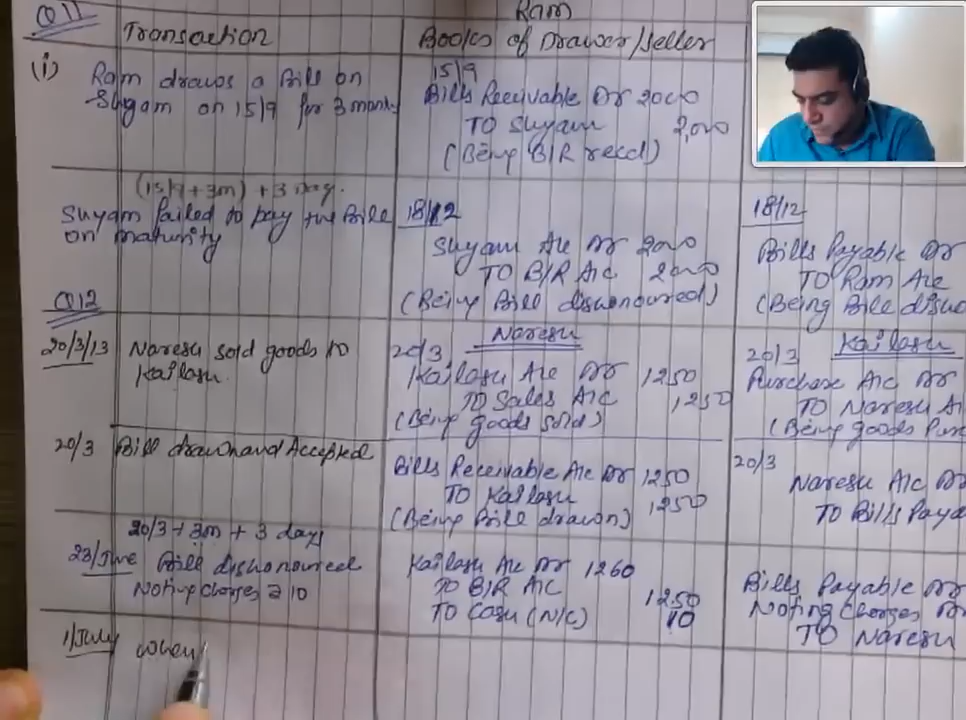 Q11
Transaction
Ram
Books of Drawer/Seller
(i) Ram draws a Bill on
Suyam on 15/9 for 3 months
15/9
Bills Receivable Dr 2000
TO Suyam 2,000
(Being B/R recd)
(15/9 + 3m) + 3 Day.
Suyam failed to pay the Bill
on maturity
18/12
Suyam A/c Dr 2000
TO B/R A/c 2000
(Being Bill dishonoured)
18/12
Bills Payable Dr
TO Ram A/c
(Being Bill disho
Q12
20/3/13 Naresh sold goods to
Kailash.
20/3 Naresh
Kailash A/c Dr 1250
TO Sales A/c 1250
(Being goods sold)
20/3 Kailash
Purchase A/c Dr
TO Naresh A/
(Being goods Pur
20/3 Bill drawn and Accepted
Bills Receivable A/c Dr 1250
TO Kailash 1250
(Being Bill drawn)
20/3
Naresh A/c Dr
TO Bills Paya
20/3 + 3m + 3 days
23/June Bill dishonoured
Noting Charges @ 10
Kailash A/c Dr 1260
TO B/R A/c 1250
TO Cash (N/C) 10
Bills Payable Dr
Noting Charges Dr
TO Naresh
1/July when